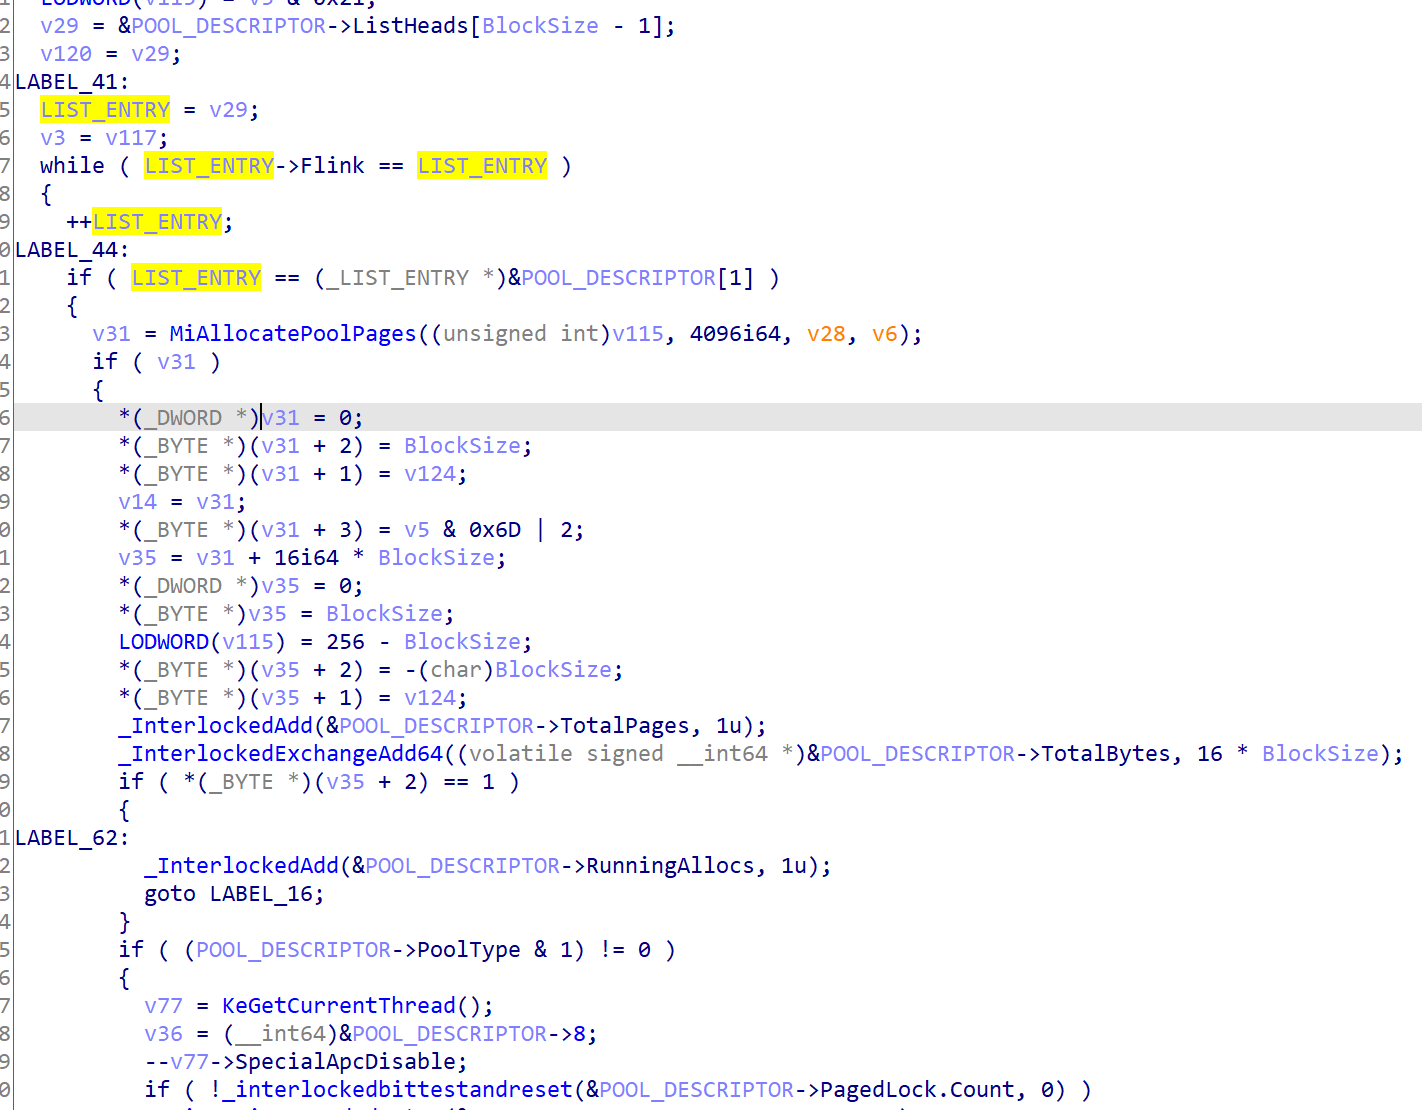 1 LODWORD(v115) = v5 & 0x21;
2 v29 = &POOL_DESCRIPTOR->ListHeads[BlockSize - 1];
3 v120 = v29;
4 LABEL_41:
5 LIST_ENTRY = v29;
6 v3 = v117;
7 while ( LIST_ENTRY->Flink == LIST_ENTRY )
8 {
9 ++LIST_ENTRY;
0 LABEL_44:
1 if ( LIST_ENTRY == (_LIST_ENTRY *)&POOL_DESCRIPTOR[1] )
2 {
3 v31 = MiAllocatePoolPages((unsigned int)v115, 4096i64, v28, v6);
4 if ( v31 )
5 {
6 *(_DWORD *)v31 = 0;
7 *(_BYTE *)(v31 + 2) = BlockSize;
8 *(_BYTE *)(v31 + 1) = v124;
9 v14 = v31;
0 *(_BYTE *)(v31 + 3) = v5 & 0x6D | 2;
1 v35 = v31 + 16i64 * BlockSize;
2 *(_DWORD *)v35 = 0;
3 *(_BYTE *)v35 = BlockSize;
4 LODWORD(v115) = 256 - BlockSize;
5 *(_BYTE *)(v35 + 2) = -(char)BlockSize;
6 *(_BYTE *)(v35 + 1) = v124;
7 _InterlockedAdd(&POOL_DESCRIPTOR->TotalPages, 1u);
8 _InterlockedExchangeAdd64((volatile signed __int64 *)&POOL_DESCRIPTOR->TotalBytes, 16 * BlockSize);
9 if ( *(_BYTE *)(v35 + 2) == 1 )
0 {
1 LABEL_62:
2 _InterlockedAdd(&POOL_DESCRIPTOR->RunningAllocs, 1u);
3 goto LABEL_16;
4 }
5 if ( (POOL_DESCRIPTOR->PoolType & 1) != 0 )
6 {
7 v77 = KeGetCurrentThread();
8 v36 = (__int64)&POOL_DESCRIPTOR->8;
9 --v77->SpecialApcDisable;
0 if ( !_interlockedbittestandreset(&POOL_DESCRIPTOR->PagedLock.Count, 0) )